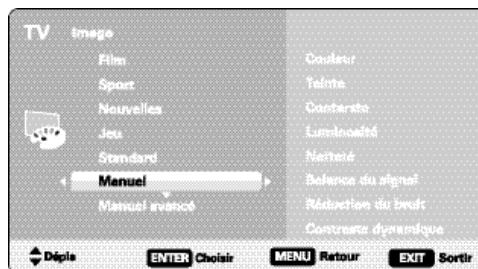 TV Image
Film
Sport
Nouvelles
Jeu
Standard
Manuel
Manuel avancé
Couleur
Teinte
Contarste
Luminosité
Netteté
Balance du signal
Réduction du bruit
Contraste dynamique
Dépla ENTER Choisir MENU Retour EXIT Sortir